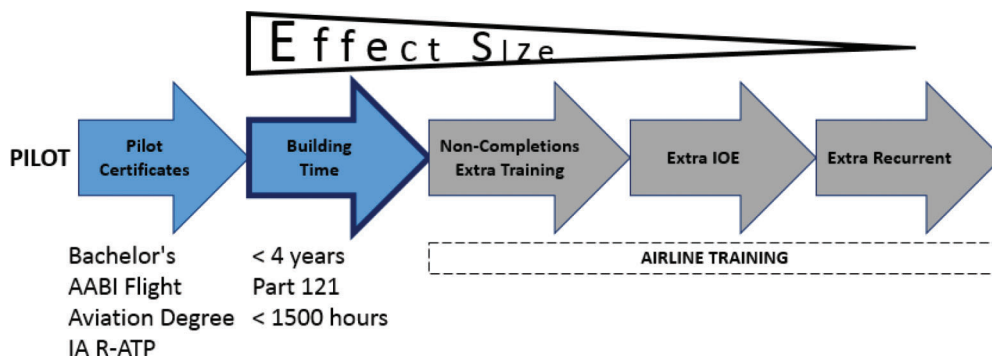 Effect Size
PILOT
Pilot
Certificates
Building
Time
Non-Completions
Extra Training
Extra IOE
Extra Recurrent
Bachelor's
AABI Flight
Aviation Degree
IA R-ATP
< 4 years
Part 121
< 1500 hours
AIRLINE TRAINING